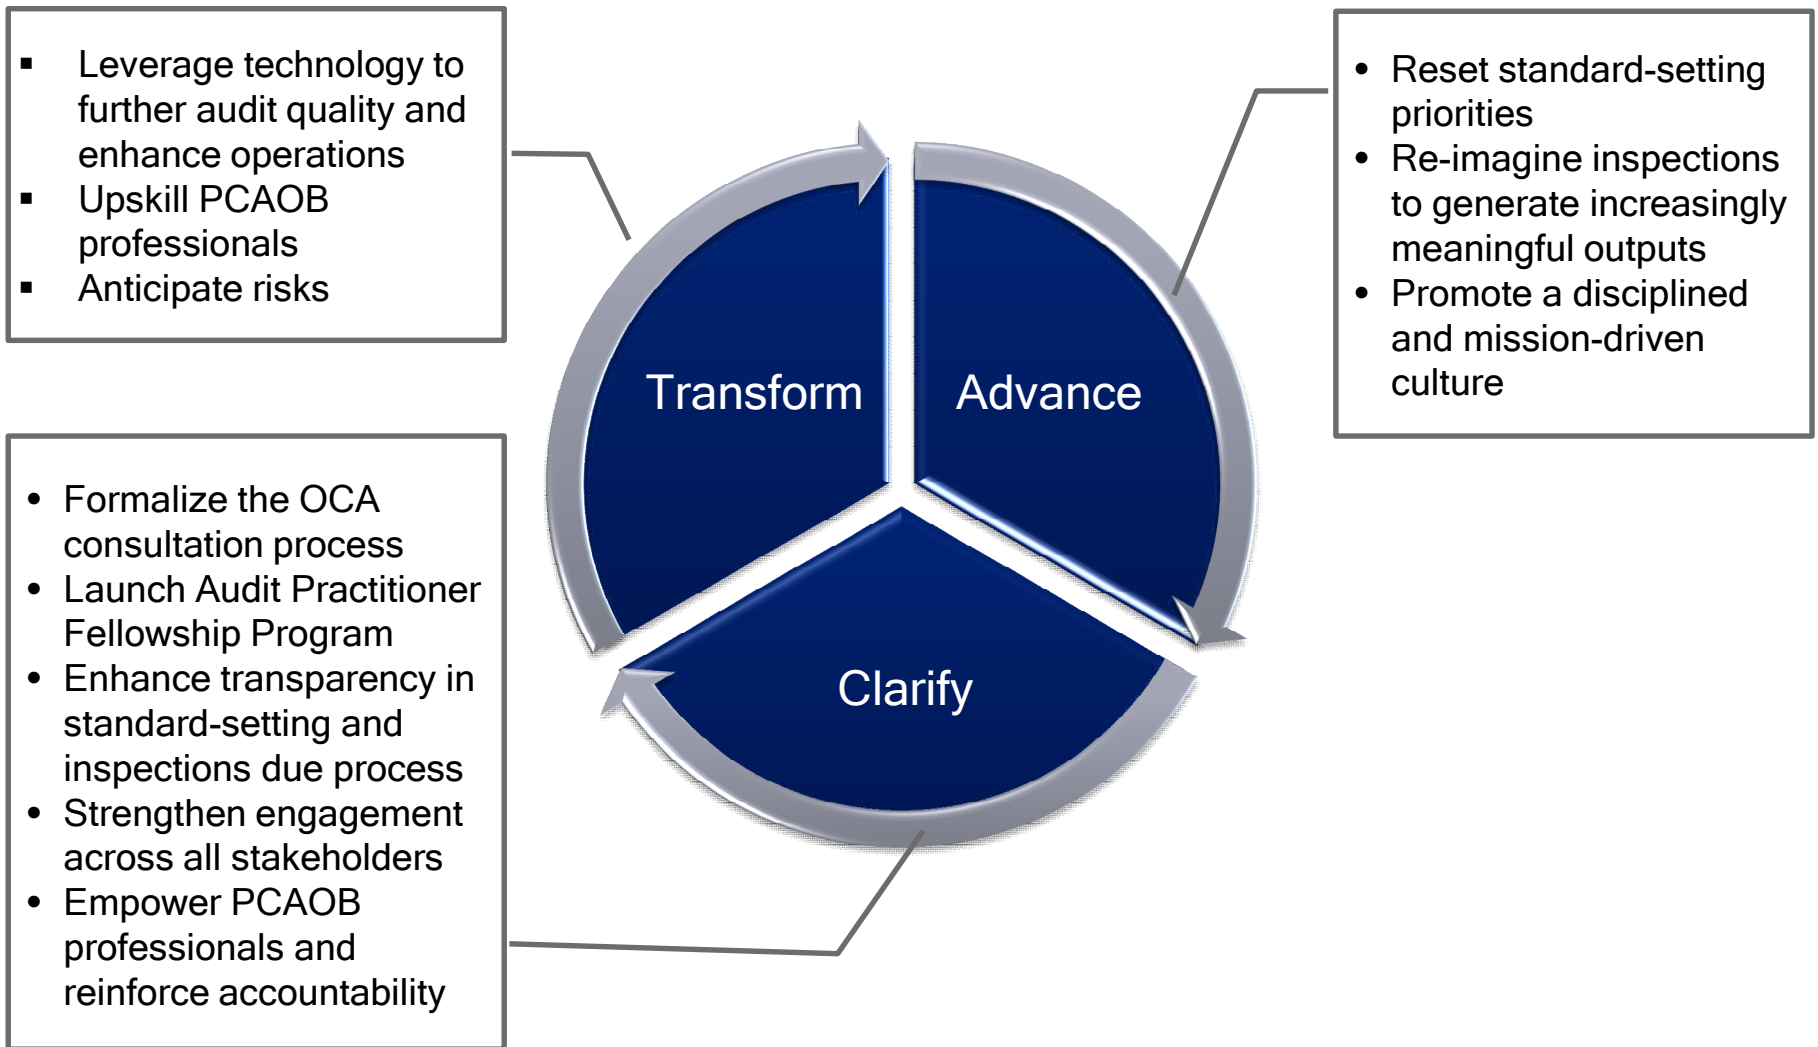 ▪ Leverage technology to
further audit quality and
enhance operations
▪ Upskill PCAOB
professionals
▪ Anticipate risks
• Reset standard-setting
priorities
• Re-imagine inspections
to generate increasingly
meaningful outputs
• Promote a disciplined
and mission-driven
culture
Transform
Advance
Clarify
• Formalize the OCA
consultation process
• Launch Audit Practitioner
Fellowship Program
• Enhance transparency in
standard-setting and
inspections due process
• Strengthen engagement
across all stakeholders
• Empower PCAOB
professionals and
reinforce accountability